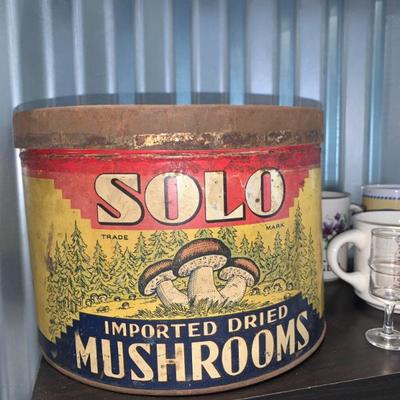 SOLO
TRADE MARK
IMPORTED DRIED
MUSHROOMS